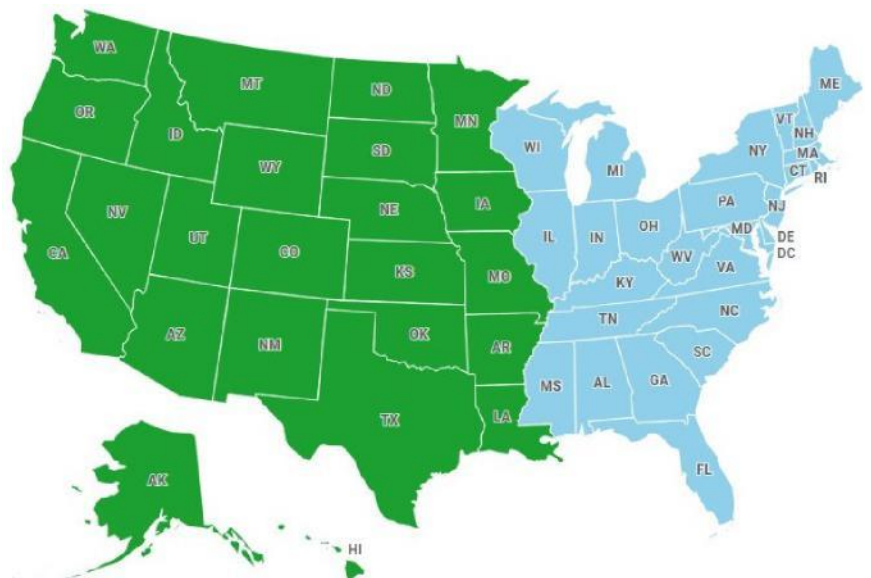 WA
ME
MT
ND
VT
OR
MN
NH
ID
WI
NY
MA
SD
CT
RI
WY
MI
IA
PA
NJ
NE
NV
OH
MD
UT
IL
IN
DE
CA
CO
WV
DC
VA
KS
MO
KY
NC
TN
AZ
OK
NM
AR
SC
MS
AL
GA
TX
LA
FL
AK
HI